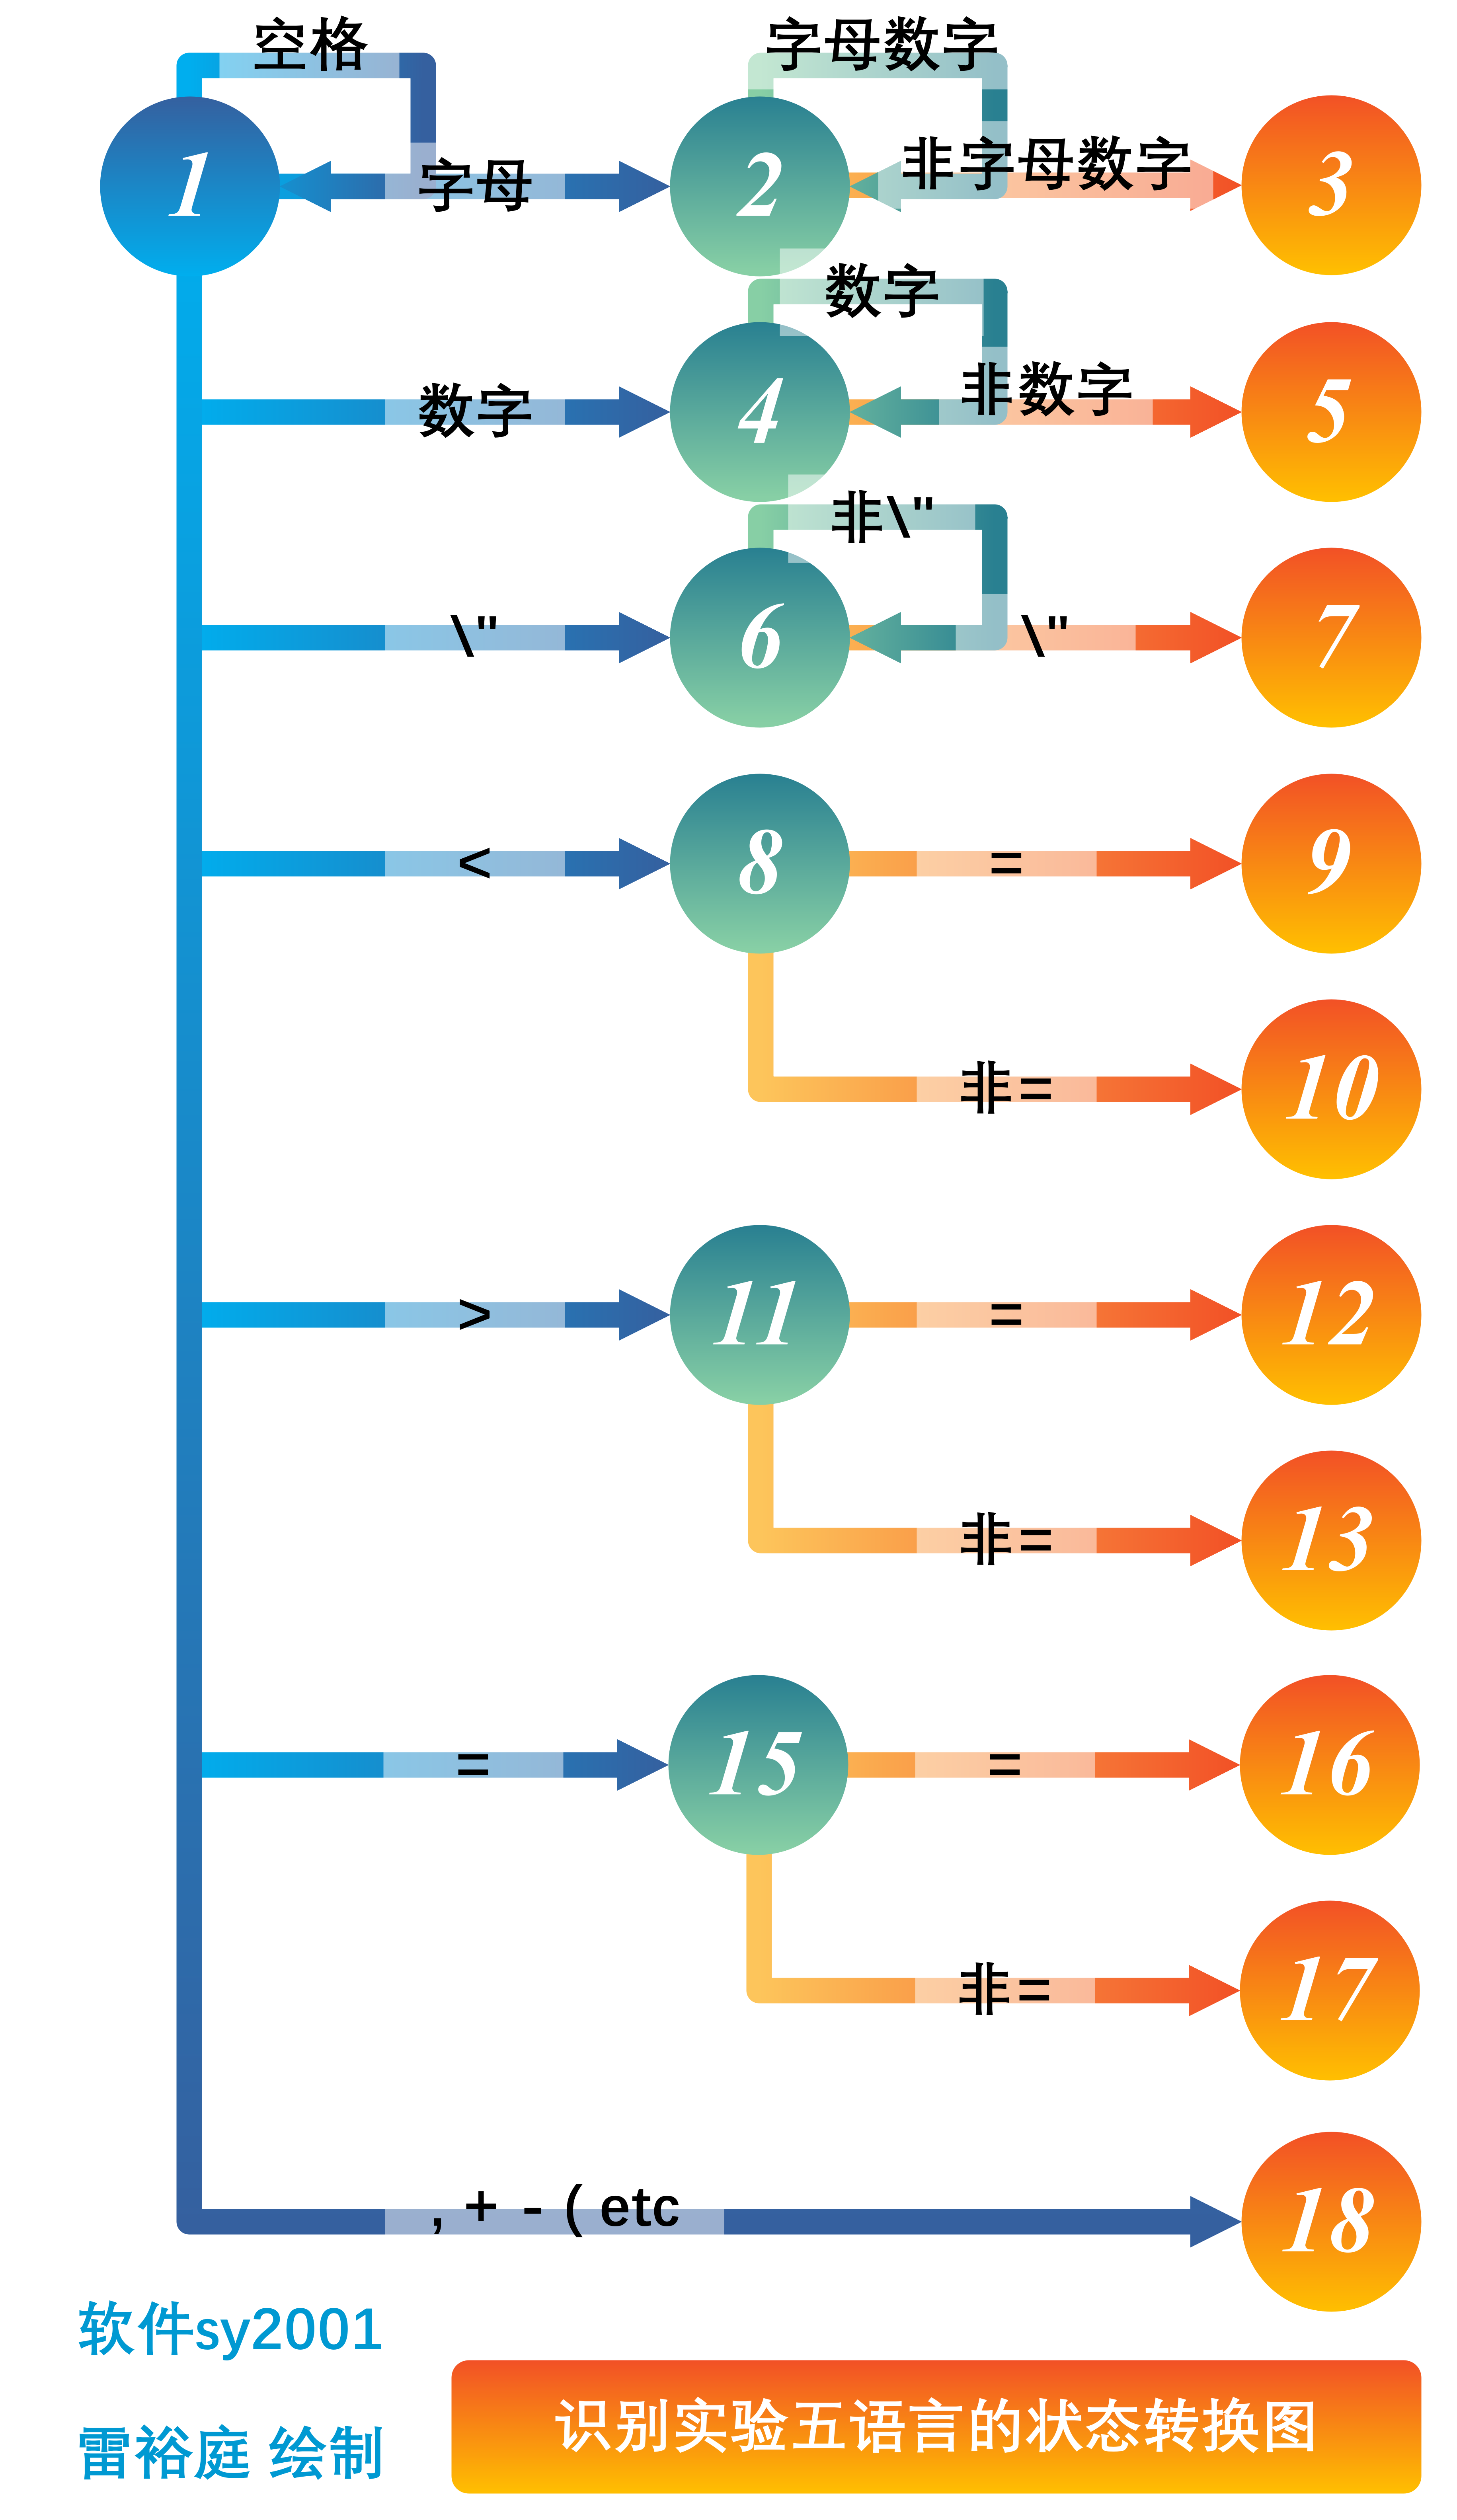 空格
字母数字
1
字母
2
非字母数字
3
数字
数字
4
非数字
5
非\"
\"
6
\"
7
<
8
=
9
非=
10
>
11
=
12
非=
13
=
15
=
16
非=
17
, + - ( etc
18
软件sy2001
雷裕庭 绘制
识别实验五语言的状态转换图